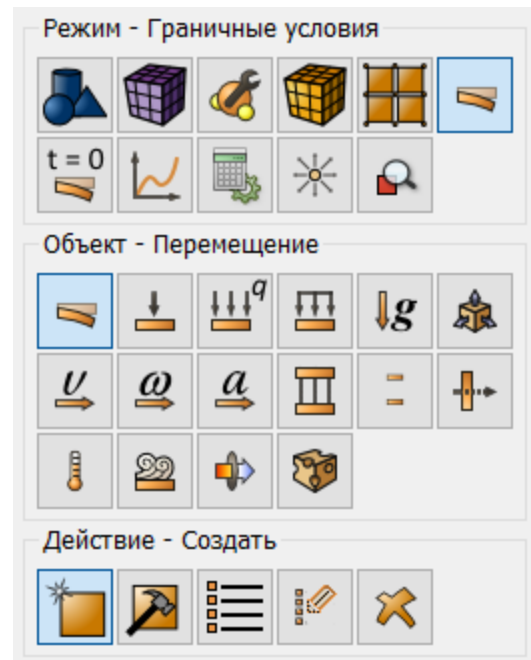 Режим - Граничные условия
t = 0
Объект - Перемещение
q
g
υ ω a
Действие - Создать